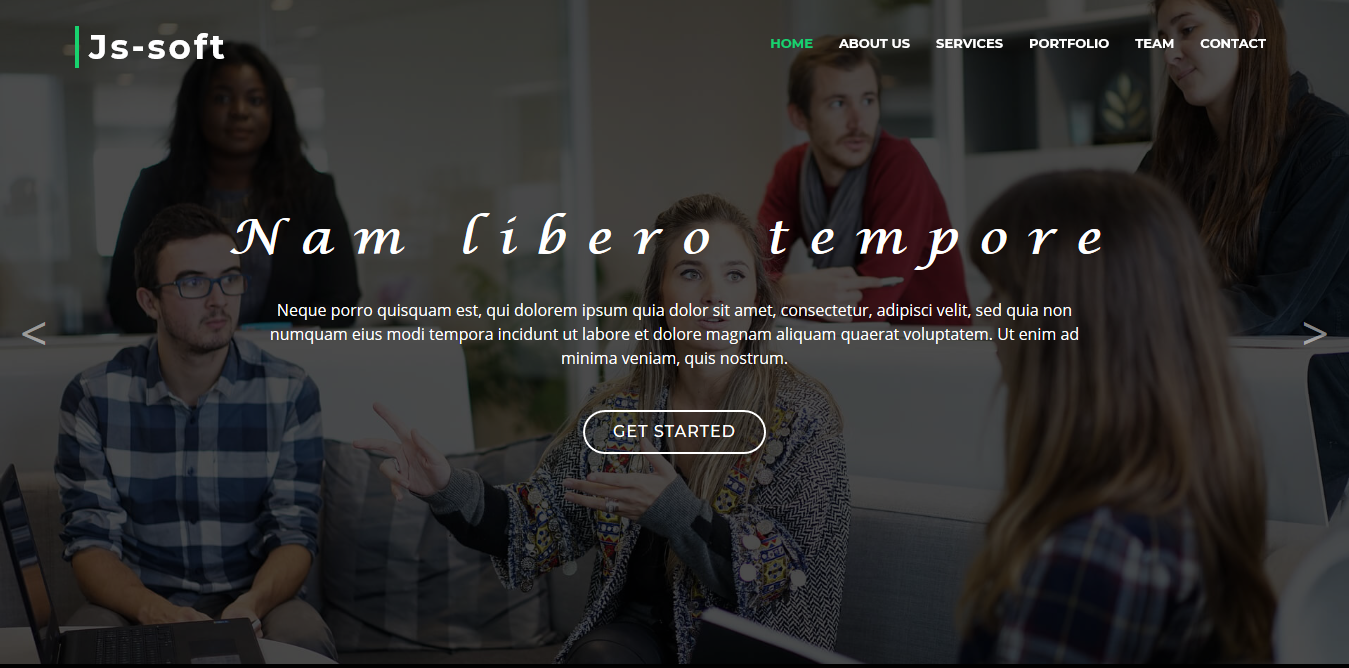 Js-soft
HOME ABOUT US SERVICES PORTFOLIO TEAM CONTACT
Nam libero tempore
Neque porro quisquam est, qui dolorem ipsum quia dolor sit amet, consectetur, adipisci velit, sed quia non
numquam eius modi tempora incidunt ut labore et dolore magnam aliquam quaerat voluptatem. Ut enim ad
minima veniam, quis nostrum.
< >
GET STARTED